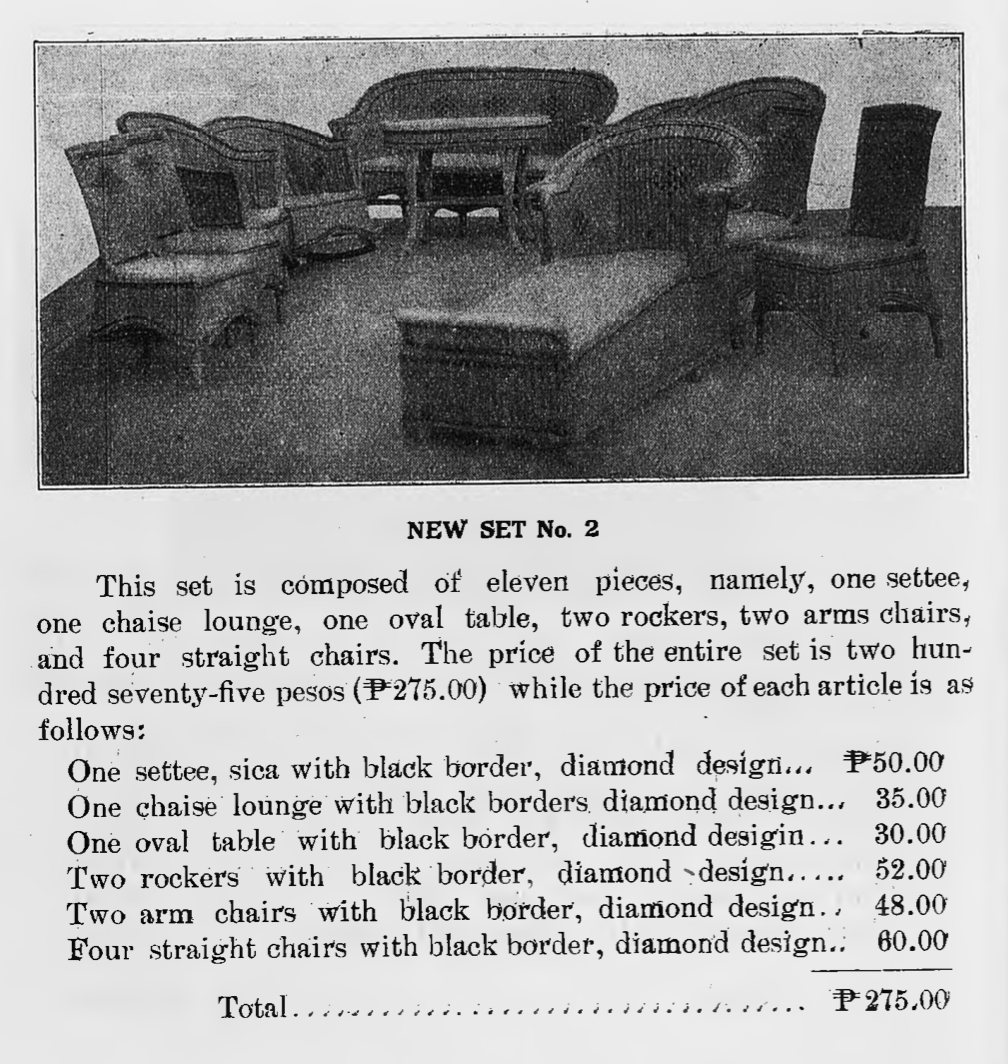 NEW SET No. 2
This set is composed of eleven pieces, namely, one settee,
one chaise lounge, one oval table, two rockers, two arms chairs,
and four straight chairs. The price of the entire set is two hun-
dred seventy-five pesos (₱275.00) while the price of each article is as
follows:
One settee, sica with black border, diamond design... ₱50.00
One chaise lounge with black borders diamond design... 35.00
One oval table with black border, diamond desigin... 30.00
Two rockers with black border, diamond design..... 52.00
Two arm chairs with black border, diamond design.. 48.00
Four straight chairs with black border, diamond design.. 60.00
Total.................................... ₱275.00